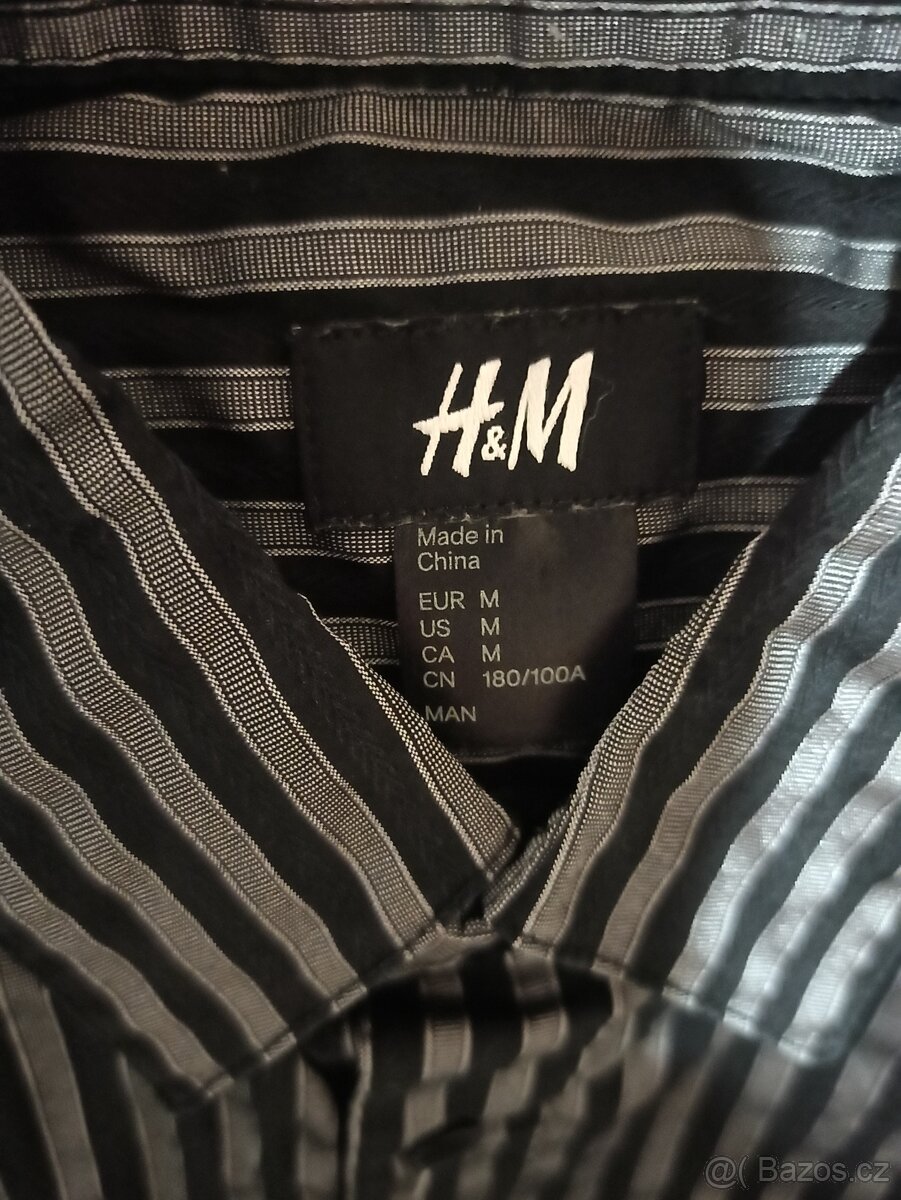 H&M
Made in
China
EUR M
US M
CA M
CN 180/100A
MAN
@( Bazos.cz